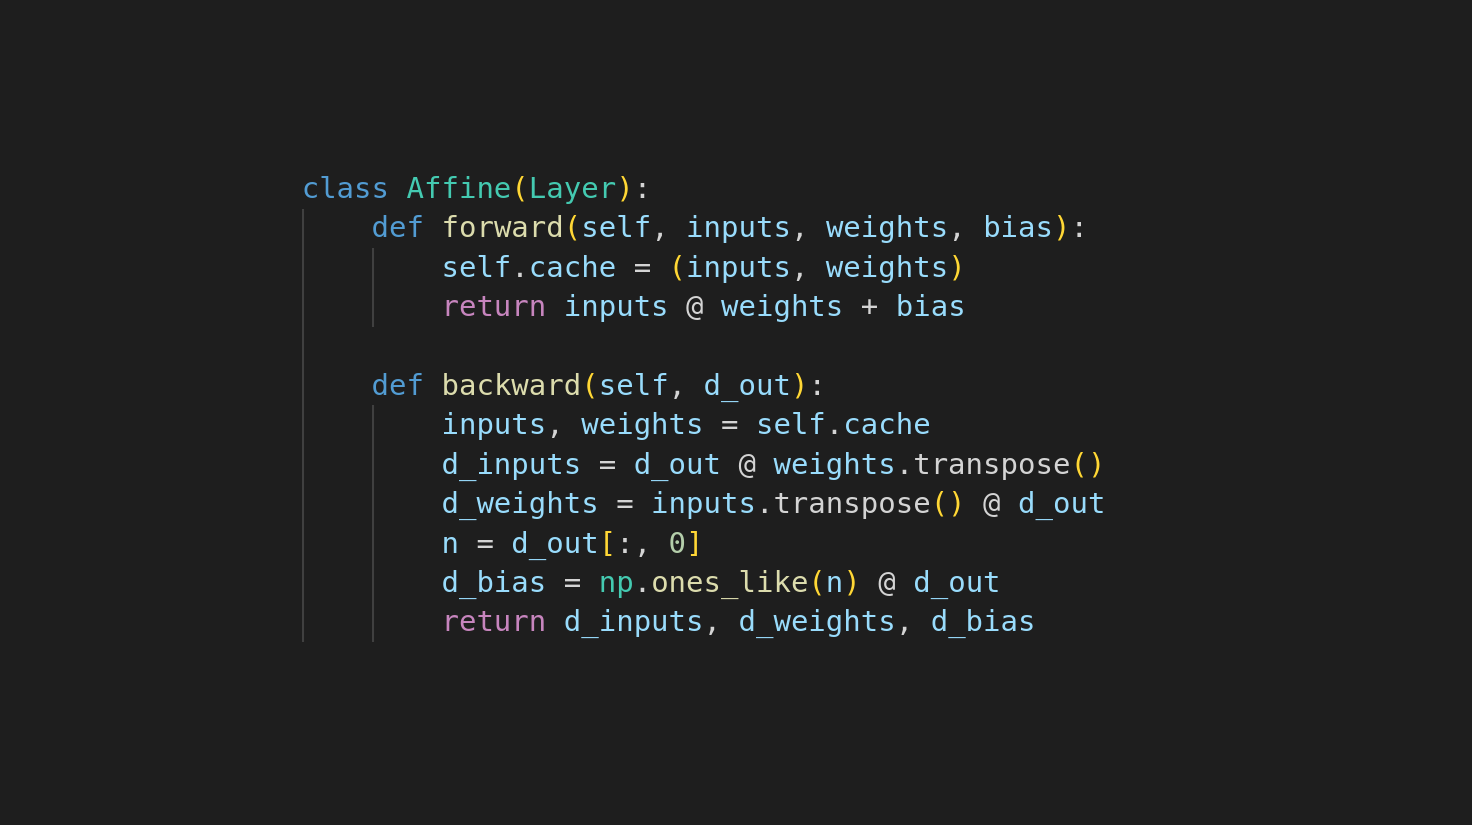 class Affine(Layer):
    def forward(self, inputs, weights, bias):
        self.cache = (inputs, weights)
        return inputs @ weights + bias

    def backward(self, d_out):
        inputs, weights = self.cache
        d_inputs = d_out @ weights.transpose()
        d_weights = inputs.transpose() @ d_out
        n = d_out[:, 0]
        d_bias = np.ones_like(n) @ d_out
        return d_inputs, d_weights, d_bias